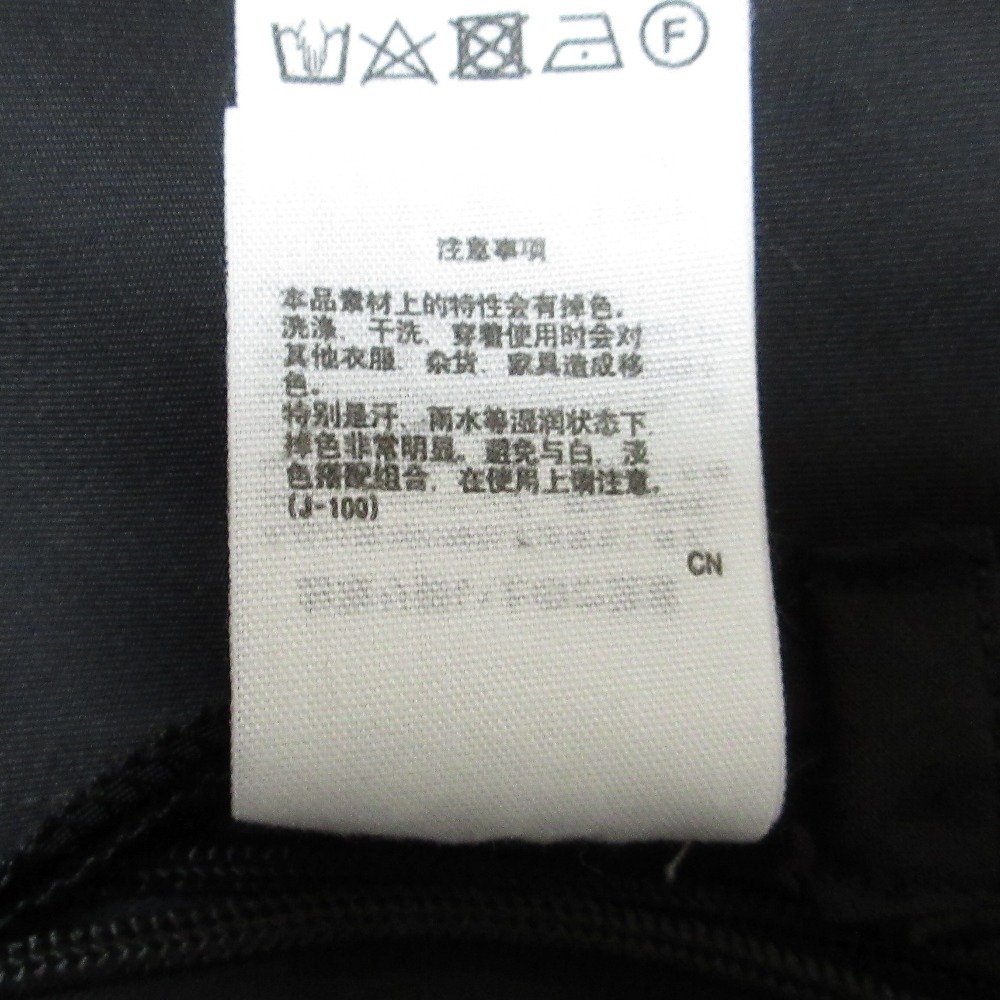 F
注意事项
本品素材上的特性会有掉色。
洗涤、干洗、穿着使用时会对
其他衣服、杂货、家具造成移
色。
特别是汗、雨水等湿润状态下，
掉色非常明显。避免与白、淡
色搭配组合，在使用上请注意。
(J-100)
CN